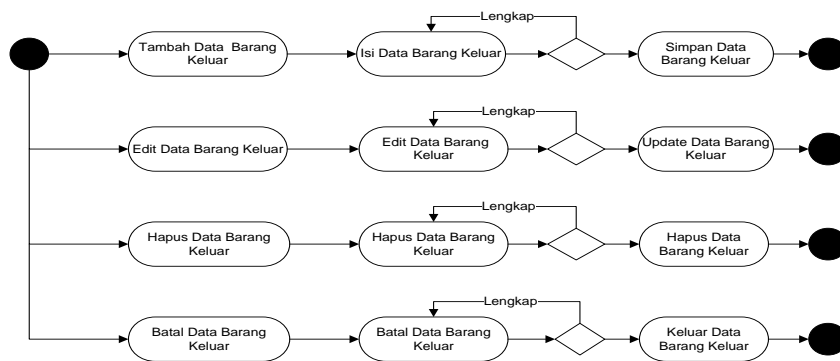 Lengkap
Tambah Data Barang
Keluar
Isi Data Barang Keluar
Simpan Data
Barang Keluar
Lengkap
Edit Data Barang Keluar
Edit Data Barang
Keluar
Update Data Barang
Keluar
Lengkap
Hapus Data Barang
Keluar
Hapus Data Barang
Keluar
Hapus Data
Barang Keluar
Lengkap
Batal Data Barang
Keluar
Batal Data Barang
Keluar
Keluar Data
Barang Keluar